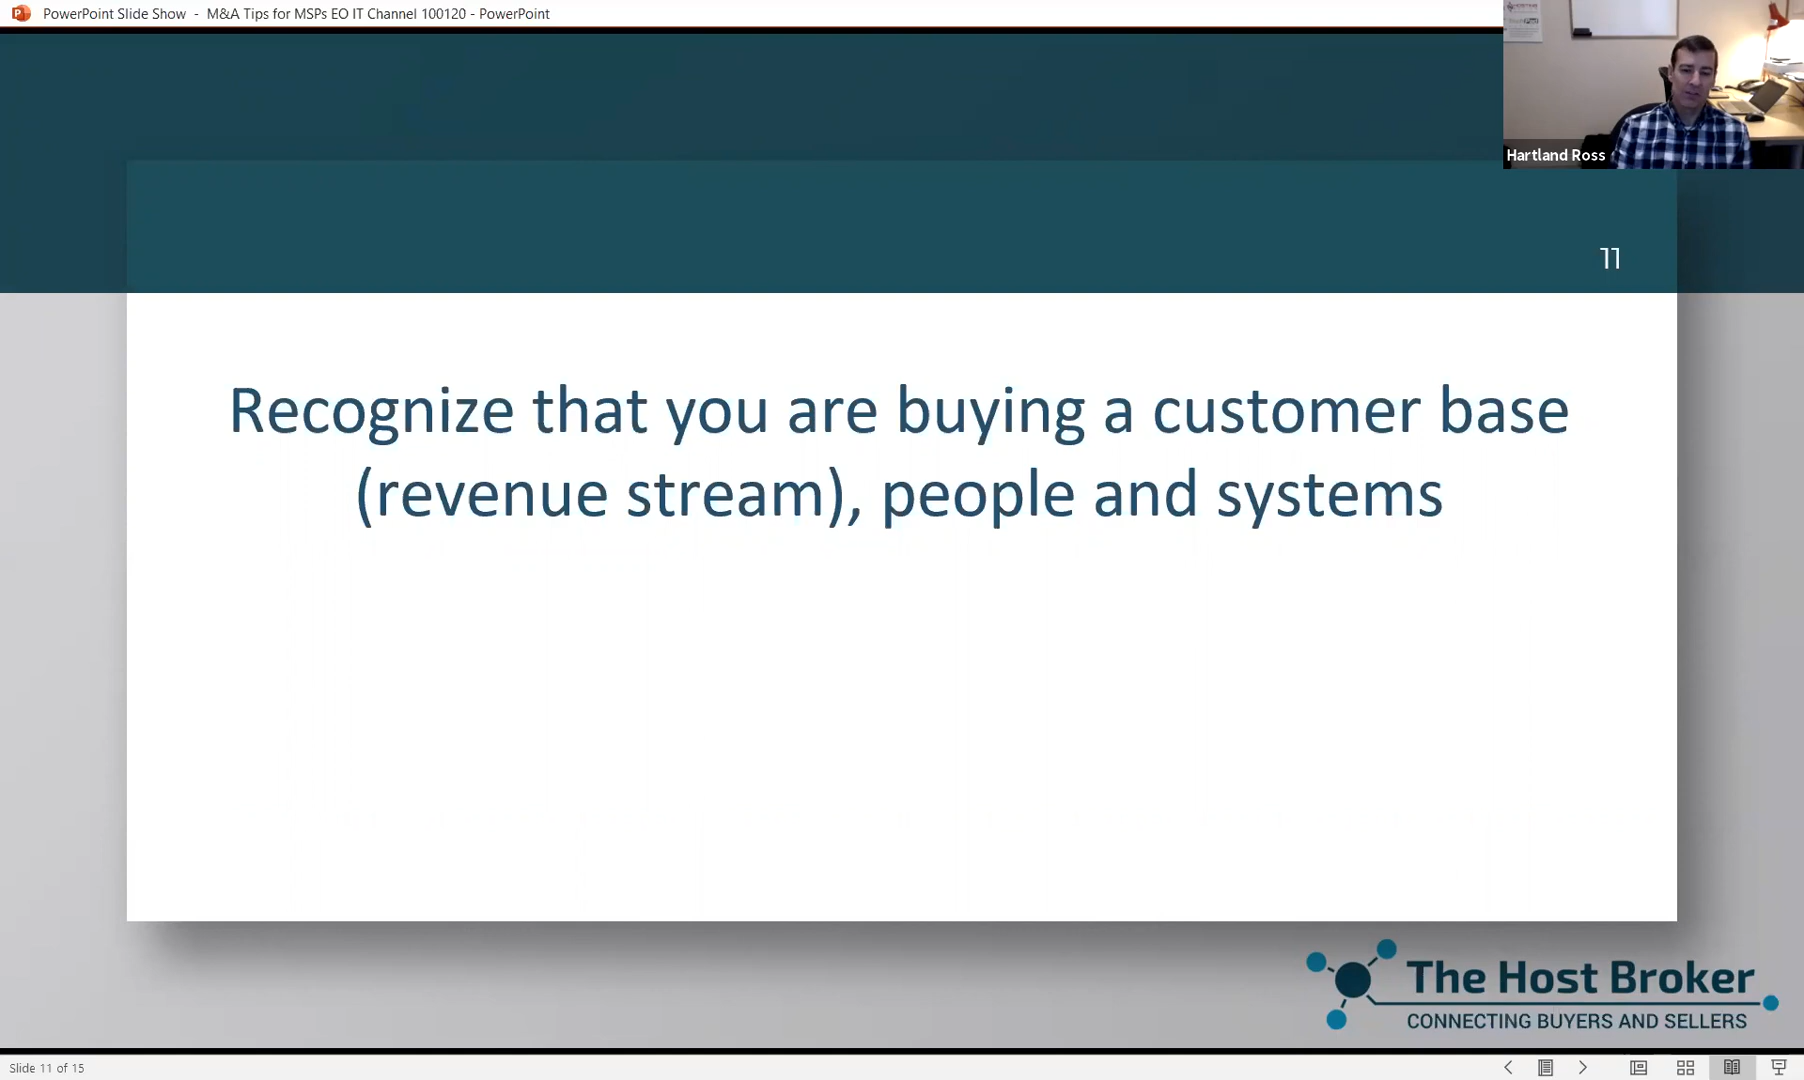 PowerPoint Slide Show - M&A Tips for MSPs EO IT Channel 100120 - PowerPoint
Hartland Ross
11
Recognize that you are buying a customer base
(revenue stream), people and systems
The Host Broker
CONNECTING BUYERS AND SELLERS
Slide 11 of 15